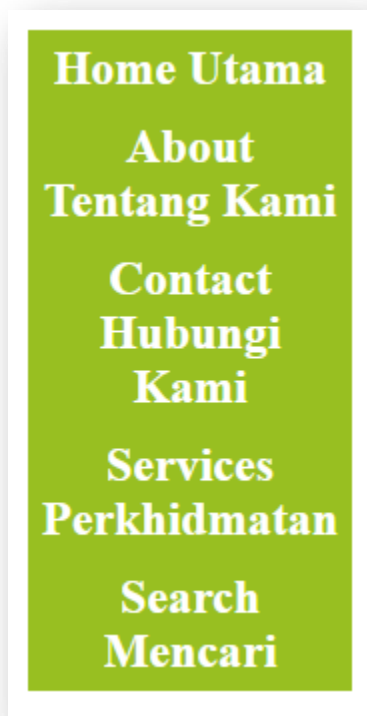 Home Utama
About
Tentang Kami
Contact
Hubungi
Kami
Services
Perkhidmatan
Search
Mencari